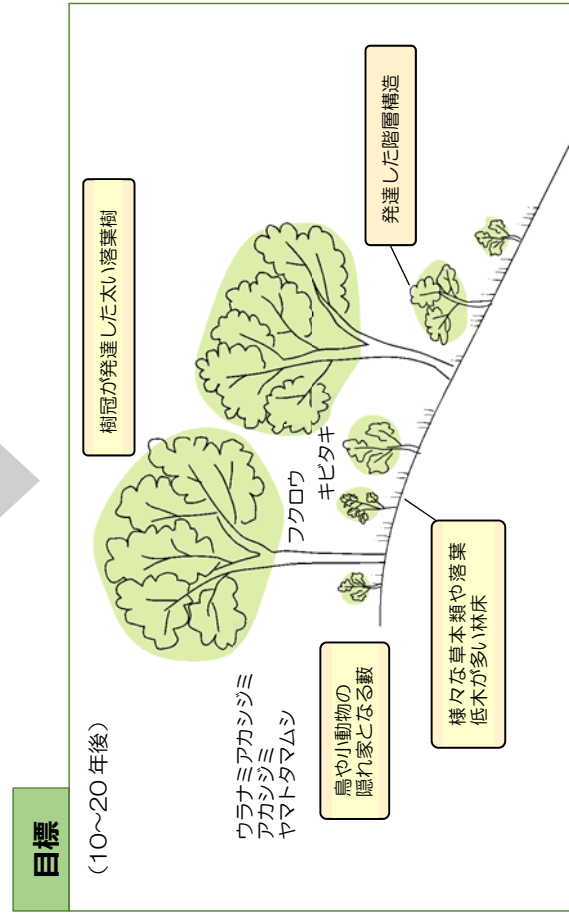 目標
（10～20 年後）
樹冠が発達した太い落葉樹
ウラナミアカシジミ
アカシジミ
ヤマトタマムシ
フクロウ
キビタキ
発達した階層構造
鳥や小動物の
隠れ家となる藪
様々な草本類や落葉
低木が多い林床